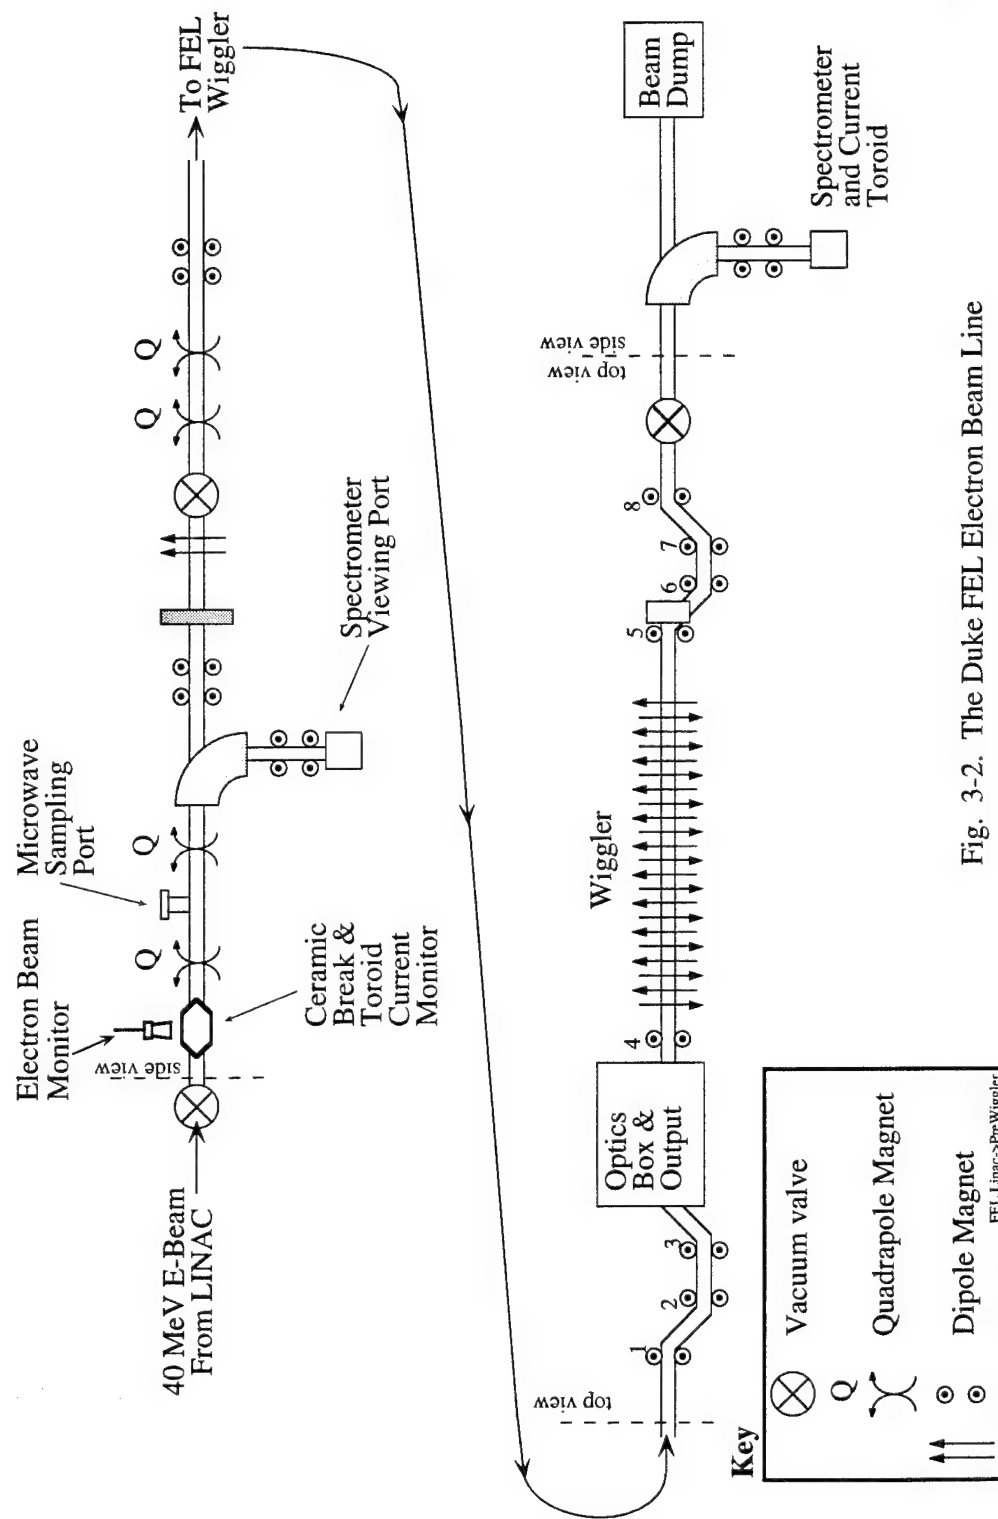 40 MeV E-Beam
From LINAC
side view
Electron Beam
Monitor
Ceramic
Break &
Toroid
Current
Monitor
Q
Microwave
Sampling
Port
Q
Spectrometer
Viewing Port
Q
Q
To FEL
Wiggler
top view
1
2
3
Optics
Box &
Output
4
Wiggler
5
6
7
8
top view
side view
Spectrometer
and Current
Toroid
Beam
Dump
Key
Vacuum valve
Q
Quadrapole Magnet
Dipole Magnet
FEL Linac->PreWiggler
Fig. 3-2. The Duke FEL Electron Beam Line